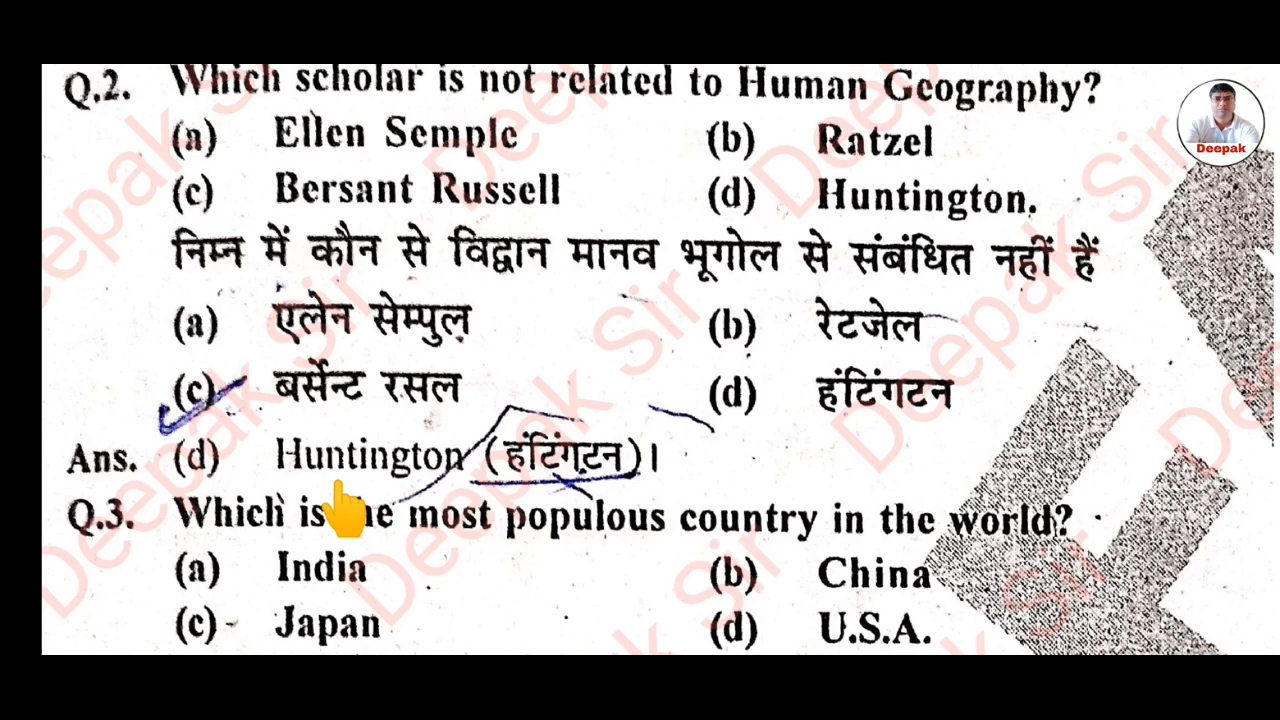 Q.2. Which scholar is not related to Human Geography?
(a) Ellen Semple (b) Ratzel
(c) Bersant Russell (d) Huntington.
निम्न में कौन से विद्वान मानव भूगोल से संबंधित नहीं हैं
(a) एलेन सेम्पुल (b) रेटजेल
(c) बर्सेन्ट रसल (d) हंटिंगटन
Ans. (d) Huntington (हंटिंगटन)।
Q.3. Which is the most populous country in the world?
(a) India (b) China
(c) Japan (d) U.S.A.
Deepak
Deepak Sir